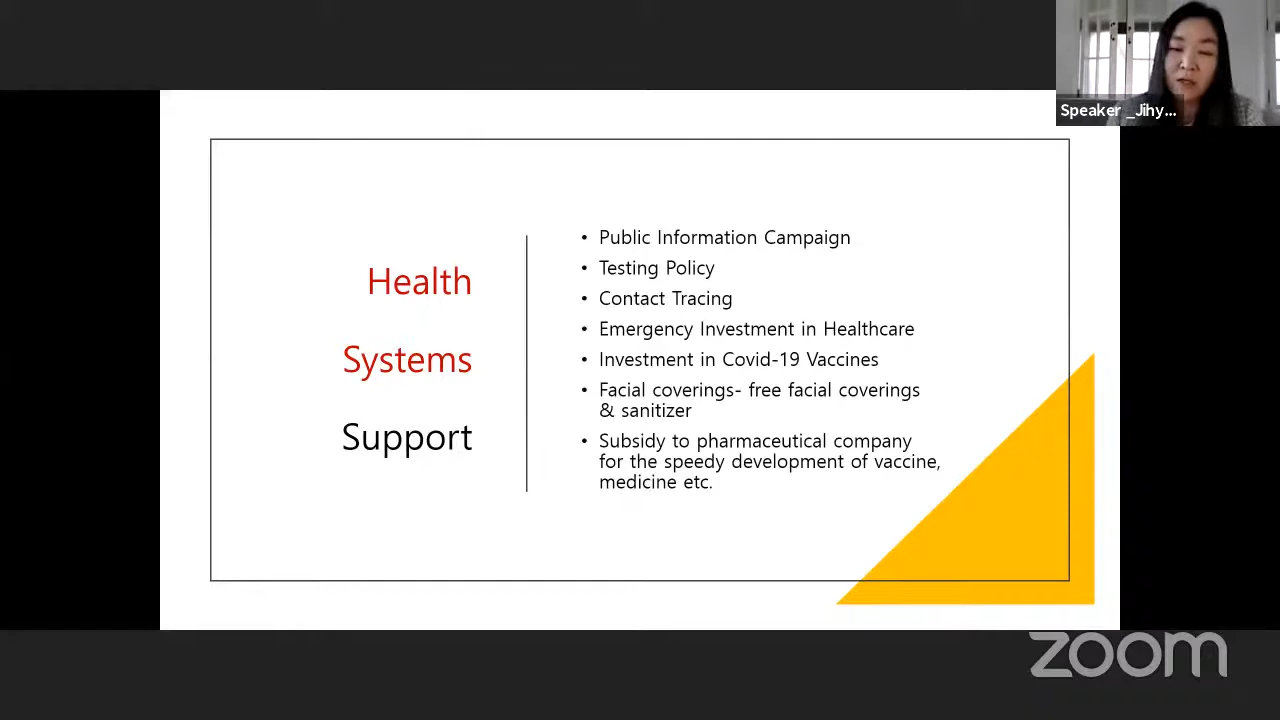 Speaker _Jihy...
Health
Systems
Support
• Public Information Campaign
• Testing Policy
• Contact Tracing
• Emergency Investment in Healthcare
• Investment in Covid-19 Vaccines
• Facial coverings- free facial coverings
& sanitizer
• Subsidy to pharmaceutical company
for the speedy development of vaccine,
medicine etc.
zoom